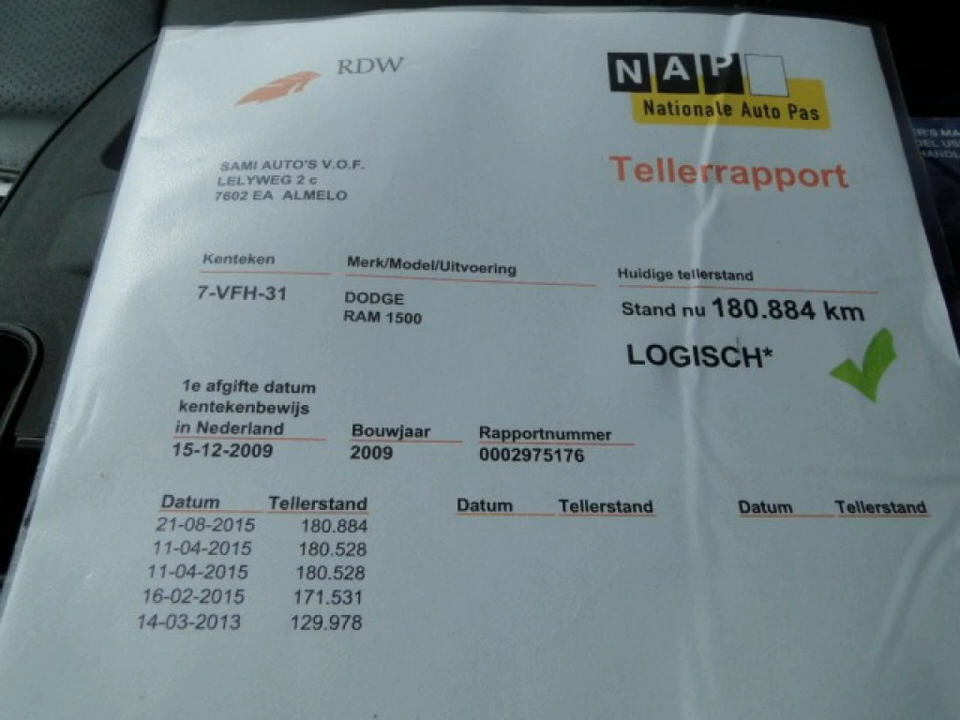 RDW
NAP
Nationale Auto Pas
Tellerrapport
SAMI AUTO'S V.O.F.
LELYWEG 2 c
7602 EA ALMELO
Kenteken
7-VFH-31
Merk/Model/Uitvoering
DODGE
RAM 1500
Huidige tellerstand
Stand nu 180.884 km
LOGISCH*
1e afgifte datum
kentekenbewijs
in Nederland
15-12-2009
Bouwjaar
2009
Rapportnummer
0002975176
Datum Tellerstand Datum Tellerstand Datum Tellerstand
21-08-2015 180.884
11-04-2015 180.528
11-04-2015 180.528
16-02-2015 171.531
14-03-2013 129.978